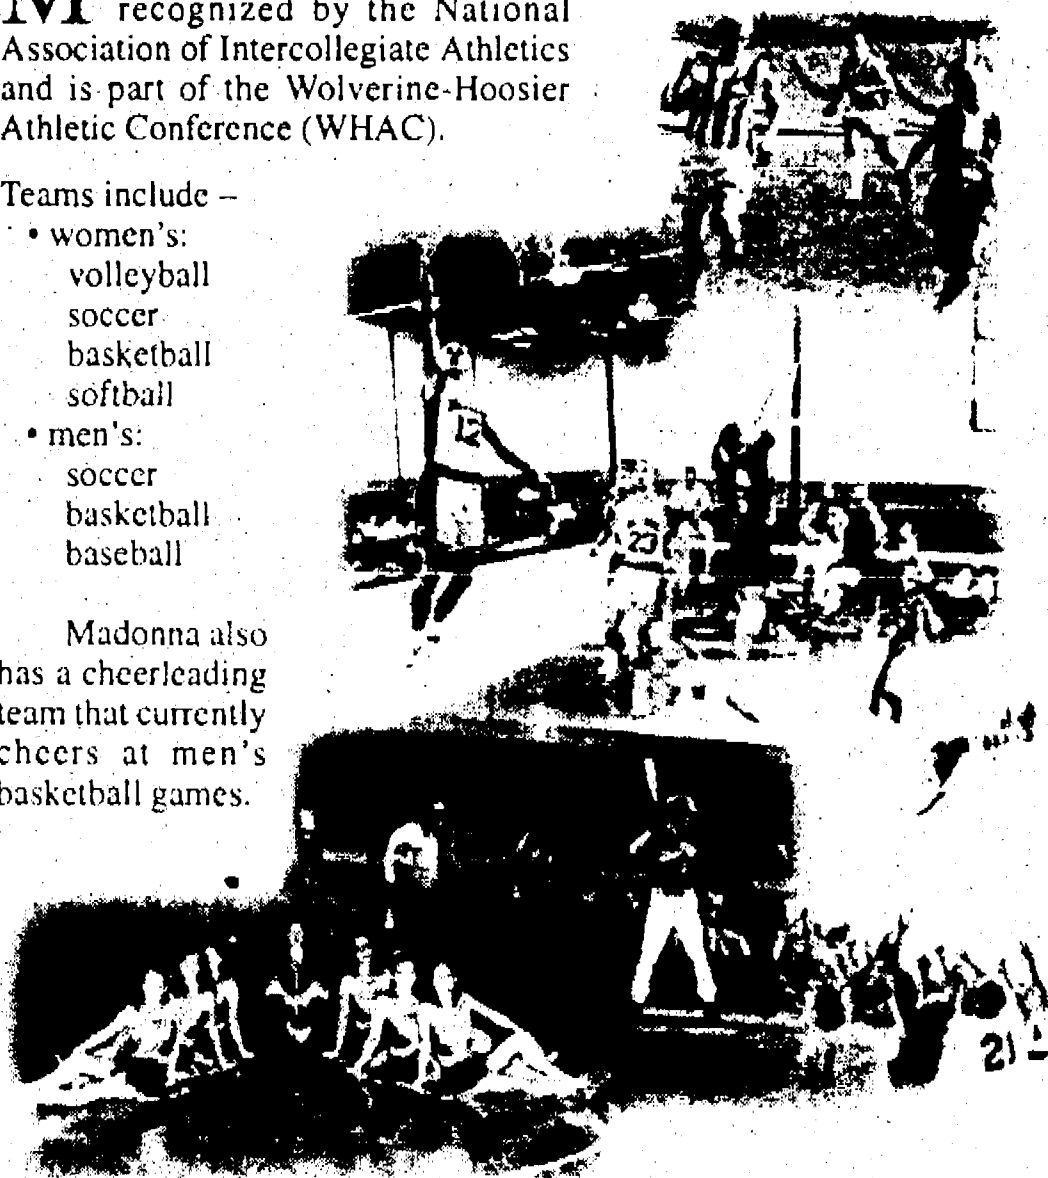 M recognized by the National
Association of Intercollegiate Athletics
and is part of the Wolverine-Hoosier
Athletic Conference (WHAC).
Teams include –
• women's:
volleyball
soccer
basketball
softball
• men's:
soccer
basketball
baseball
Madonna also
has a cheerleading
team that currently
cheers at men's
basketball games.
12
23
21